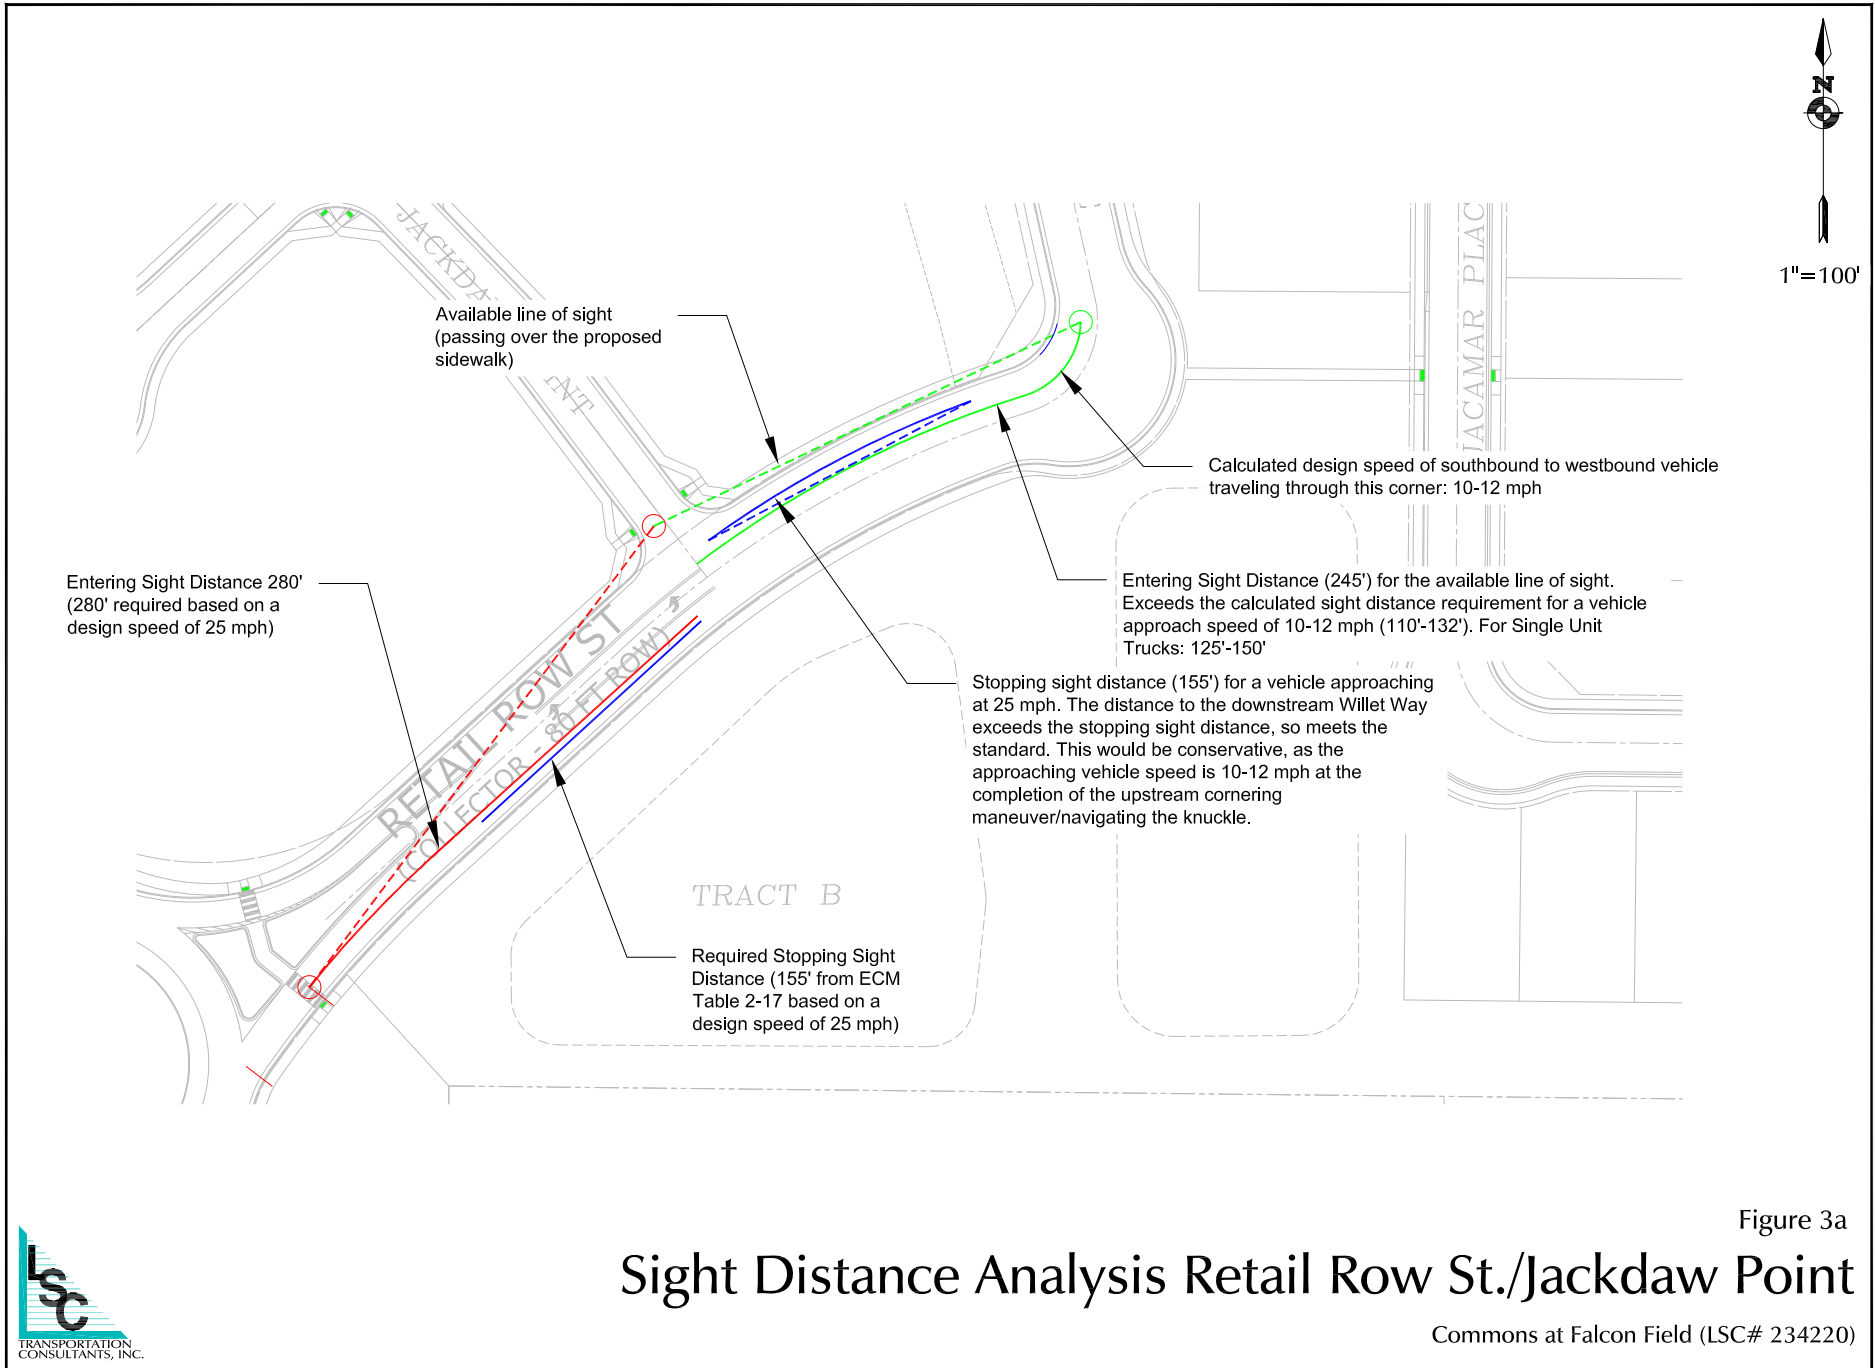 N
1"=100'
JACKDAW POINT
JACAMAR PLAC
Available line of sight
(passing over the proposed
sidewalk)
Calculated design speed of southbound to westbound vehicle
traveling through this corner: 10-12 mph
Entering Sight Distance 280'
(280' required based on a
design speed of 25 mph)
Entering Sight Distance (245') for the available line of sight.
Exceeds the calculated sight distance requirement for a vehicle
approach speed of 10-12 mph (110'-132'). For Single Unit
Trucks: 125'-150'
RETAIL ROW ST
(COLLECTOR - 80 FT ROW)
Stopping sight distance (155') for a vehicle approaching
at 25 mph. The distance to the downstream Willet Way
exceeds the stopping sight distance, so meets the
standard. This would be conservative, as the
approaching vehicle speed is 10-12 mph at the
completion of the upstream cornering
maneuver/navigating the knuckle.
TRACT B
Required Stopping Sight
Distance (155' from ECM
Table 2-17 based on a
design speed of 25 mph)
Figure 3a
Sight Distance Analysis Retail Row St./Jackdaw Point
Commons at Falcon Field (LSC# 234220)
LSC
TRANSPORTATION
CONSULTANTS, INC.